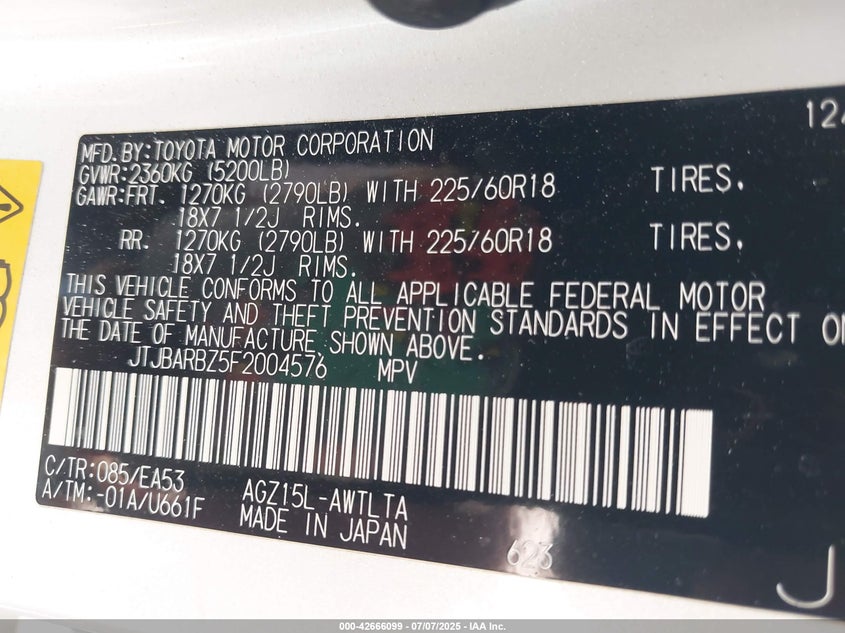 124
MFD. BY: TOYOTA MOTOR CORPORATION
GVWR: 2360KG (5200LB)
GAWR: FRT. 1270KG (2790LB) WITH 225/60R18 TIRES.
18X7 1/2J RIMS.
RR. 1270KG (2790LB) WITH 225/60R18 TIRES,
18X7 1/2J RIMS.
THIS VEHICLE CONFORMS TO ALL APPLICABLE FEDERAL MOTOR
VEHICLE SAFETY AND THEFT PREVENTION STANDARDS IN EFFECT ON
THE DATE OF MANUFACTURE SHOWN ABOVE.
JTJBARBZ5F2004576 MPV
C/TR: 085/EA53 AGZ15L-AWTLTA
A/TM: -01A/U661F MADE IN JAPAN
623
J
000-42666099 - 07/07/2025 - IAA Inc.